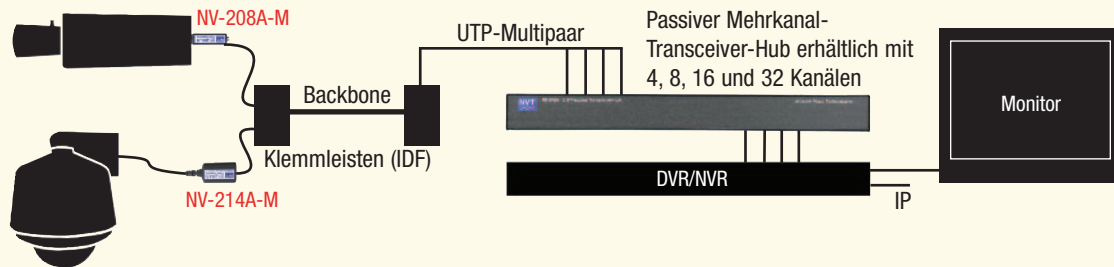 NV-208A-M
UTP-Multipaar
Passiver Mehrkanal-
Transceiver-Hub erhältlich mit
4, 8, 16 und 32 Kanälen
Backbone
NVT
Monitor
Klemmleisten (IDF)
NV-214A-M
DVR/NVR
IP